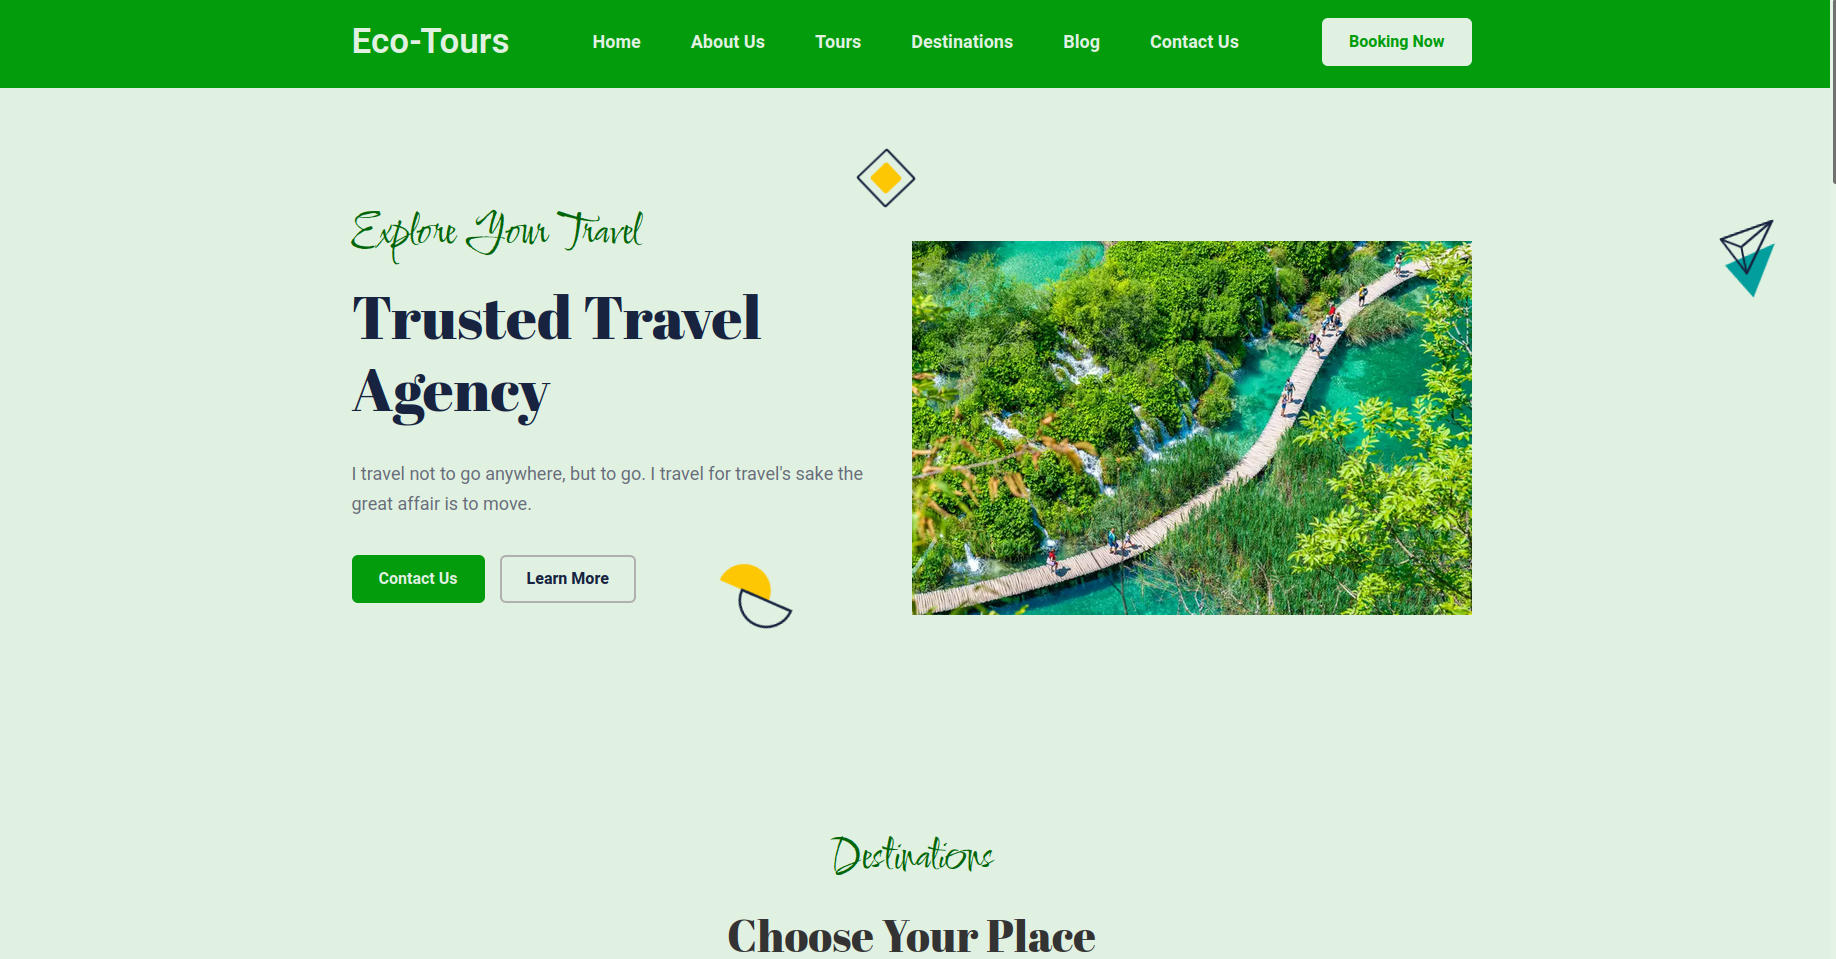 Eco-Tours
Home
About Us
Tours
Destinations
Blog
Contact Us
Booking Now
Explore Your Travel
Trusted Travel
Agency
I travel not to go anywhere, but to go. I travel for travel's sake the
great affair is to move.
Contact Us
Learn More
Destinations
Choose Your Place